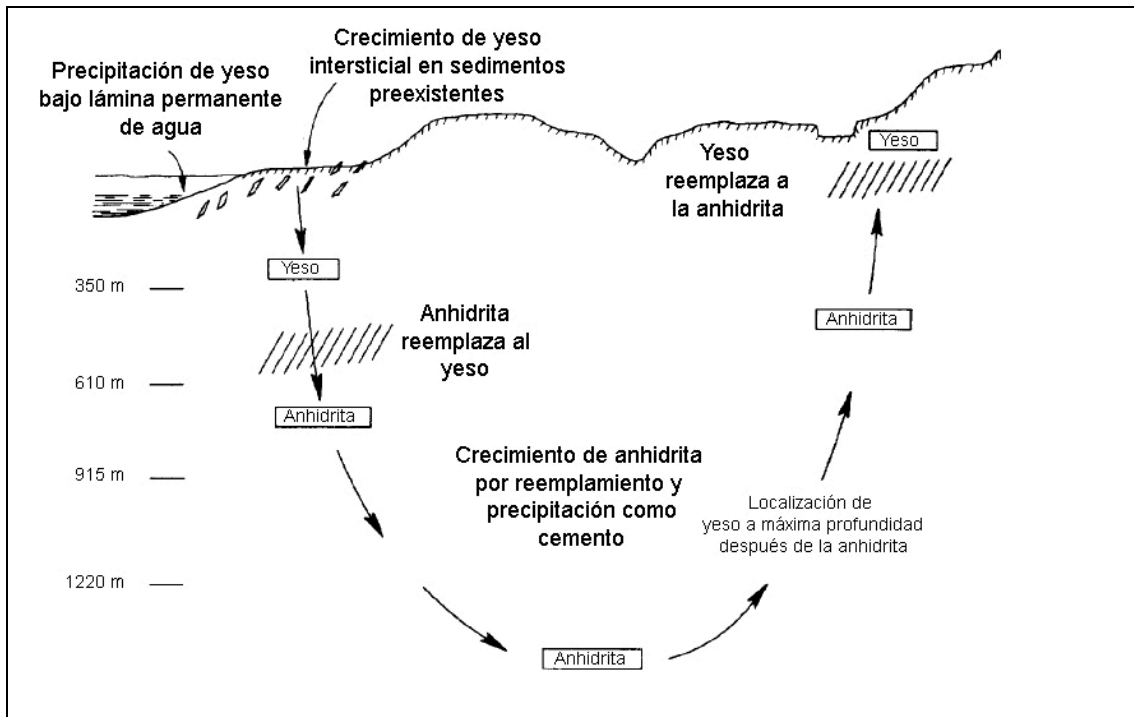 Crecimiento de yeso
intersticial en sedimentos
preexistentes
Precipitación de yeso
bajo lámina permanente
de agua
Yeso
Yeso
reemplaza a
la anhidrita
Yeso
350 m
Anhidrita
Anhidrita
reemplaza al
yeso
610 m
Anhidrita
Crecimiento de anhidrita
por reemplamiento y
precipitación como
cemento
915 m
Localización de
yeso a máxima profundidad
después de la anhidrita
1220 m
Anhidrita